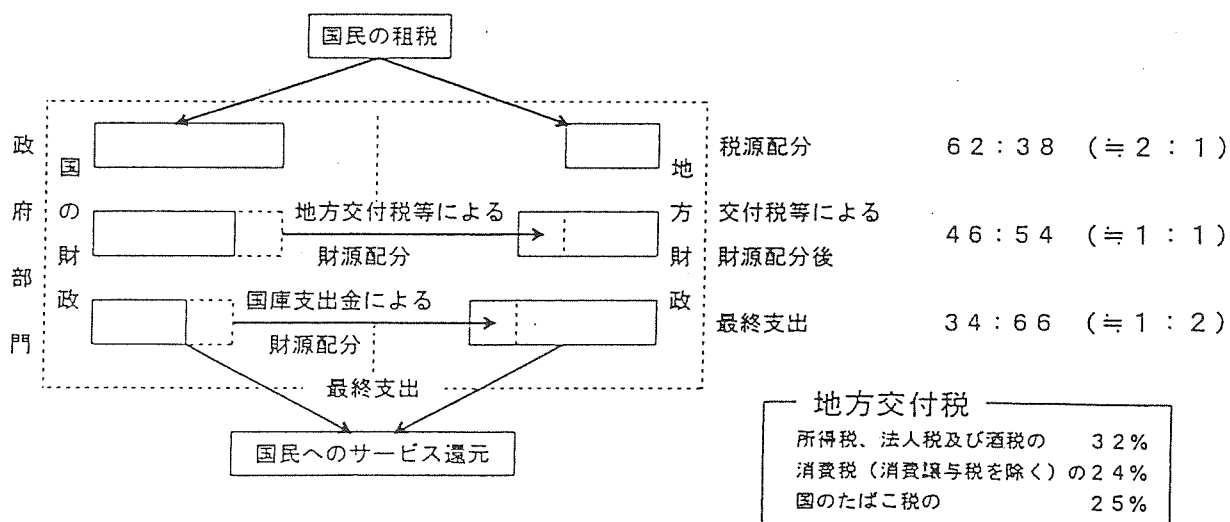 国民の租税
政府部門
国の財政
地方財政
税源配分 62:38 (≒2:1)
地方交付税等による
財源配分
交付税等による
財源配分後
46:54 (≒1:1)
国庫支出金による
財源配分
最終支出 34:66 (≒1:2)
最終支出
国民へのサービス還元
地方交付税
所得税、法人税及び酒税の 32%
消費税(消費譲与税を除く)の24%
国のたばこ税の 25%